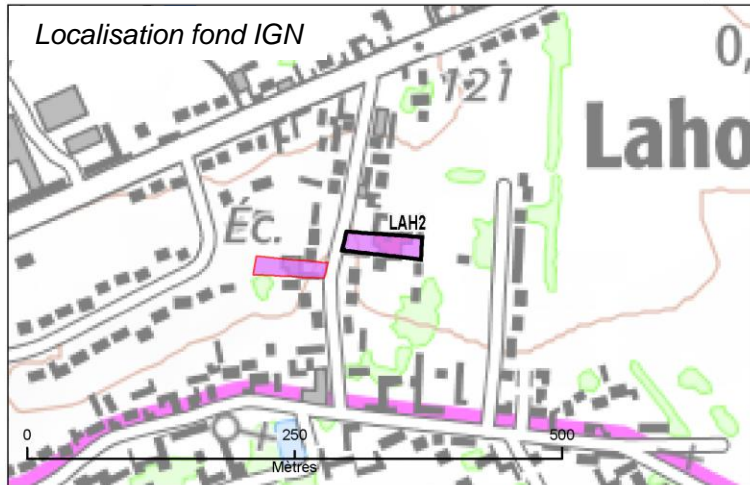 Localisation fond IGN
0,
121
Laho
LAH2
Éc.
0 250 500
Mètres